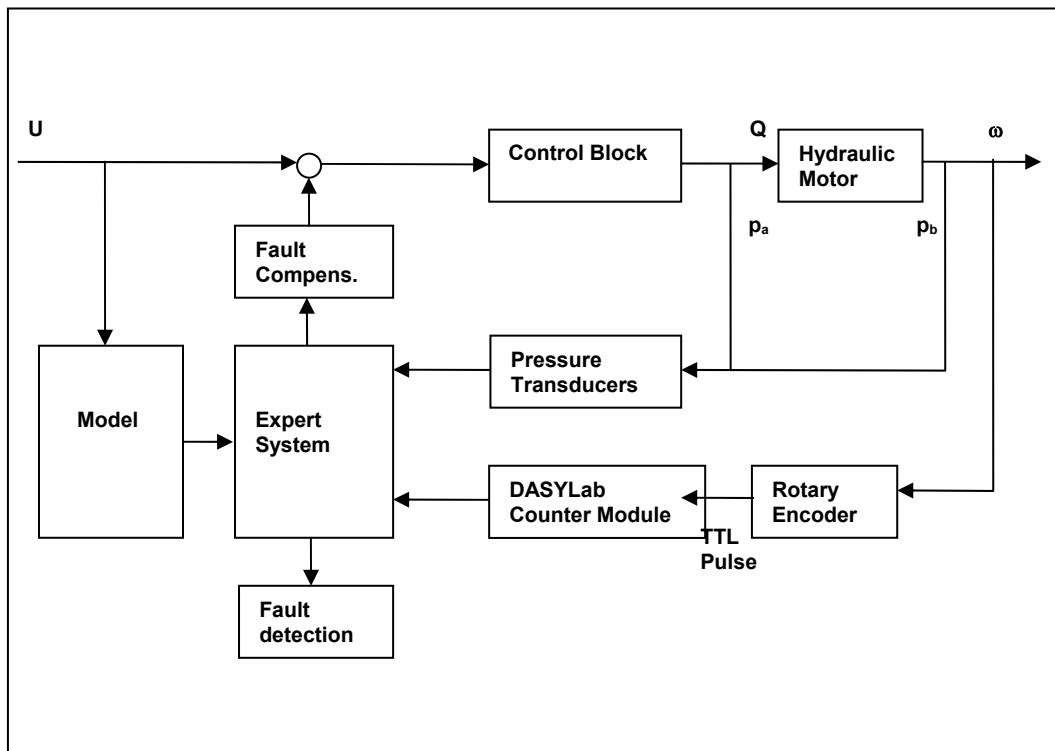 U
Q
ω
Control Block
Hydraulic
Motor
pa
pb
Fault
Compens.
Pressure
Transducers
Model
Expert
System
DASYLab
Counter Module
Rotary
Encoder
TTL
Pulse
Fault
detection